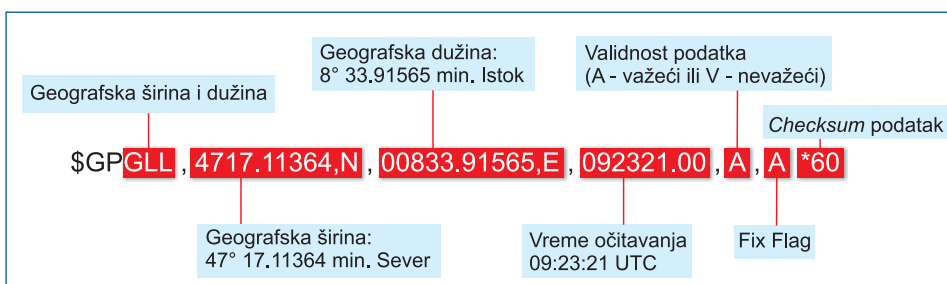 Geografska širina i dužina
Geografska dužina:
8° 33.91565 min. Istok
Validnost podatka
(A - važeći ili V - nevažeći)
Checksum podatak
$GPGLL,4717.11364,N,00833.91565,E,092321.00,A,A*60
Geografska širina:
47° 17.11364 min. Sever
Vreme očitavanja
09:23:21 UTC
Fix Flag